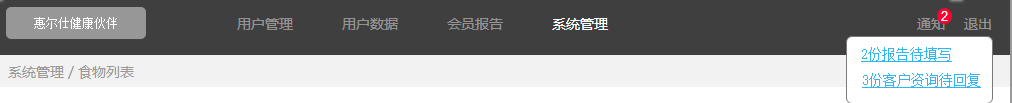 惠尔仕健康伙伴 用户管理 用户数据 会员报告 系统管理 通知 2 退出
系统管理 / 食物列表
2份报告待填写
3份客户资询待回复